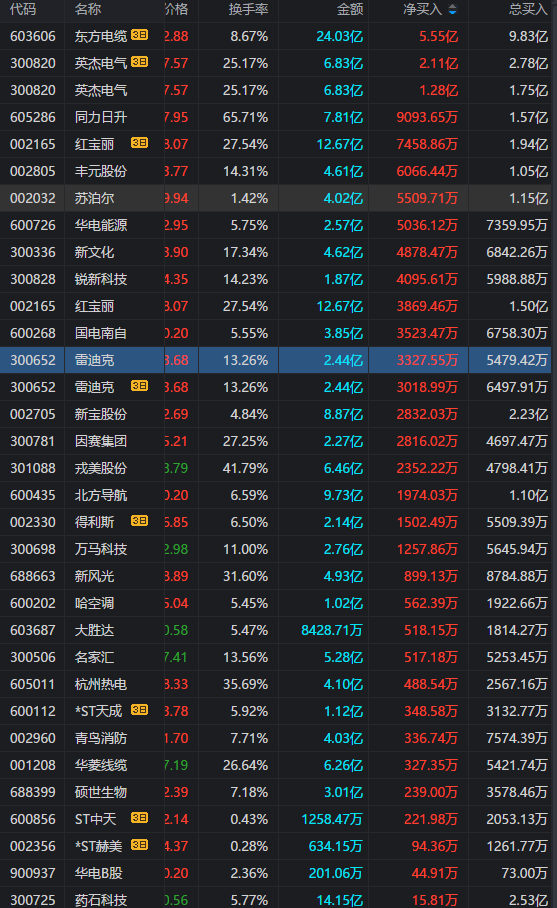 代码 名称 价格 换手率 金额 净买入 总买入
603606 东方电缆 3日 2.88 8.67% 24.03亿 5.55亿 9.83亿
300820 英杰电气 3日 7.57 25.17% 6.83亿 2.11亿 2.78亿
300820 英杰电气 7.57 25.17% 6.83亿 1.28亿 1.75亿
605286 同力日升 7.95 65.71% 7.81亿 9093.65万 1.57亿
002165 红宝丽 3日 8.07 27.54% 12.67亿 7458.86万 1.94亿
002805 丰元股份 3.77 14.31% 4.61亿 6066.44万 1.05亿
002032 苏泊尔 9.94 1.42% 4.02亿 5509.71万 1.15亿
600726 华电能源 2.95 5.75% 2.57亿 5036.12万 7359.95万
300336 新文化 3.90 17.34% 4.62亿 4878.47万 6842.26万
300828 锐新科技 4.35 14.23% 1.87亿 4095.61万 5988.88万
002165 红宝丽 8.07 27.54% 12.67亿 3869.46万 1.50亿
600268 国电南自 0.20 5.55% 3.85亿 3523.47万 6758.30万
300652 雷迪克 3.68 13.26% 2.44亿 3327.55万 5479.42万
300652 雷迪克 3日 3.68 13.26% 2.44亿 3018.99万 6497.91万
002705 新宝股份 2.69 4.84% 8.87亿 2832.03万 2.23亿
300781 因赛集团 5.21 27.25% 2.27亿 2816.02万 4697.47万
301088 戎美股份 3.79 41.79% 6.46亿 2352.22万 4798.41万
600435 北方导航 0.20 6.59% 9.73亿 1974.03万 1.10亿
002330 得利斯 3日 5.85 6.50% 2.14亿 1502.49万 5509.39万
300698 万马科技 2.98 11.00% 2.76亿 1257.86万 5645.94万
688663 新风光 8.89 31.60% 4.93亿 899.13万 8784.88万
600202 哈空调 5.04 5.45% 1.02亿 562.39万 1922.66万
603687 大胜达 0.58 5.47% 8428.71万 518.15万 1814.27万
300506 名家汇 7.41 13.56% 5.28亿 517.18万 5253.45万
605011 杭州热电 3.33 35.69% 4.10亿 488.54万 2567.16万
600112 *ST天成 3日 3.78 5.92% 1.12亿 348.58万 3132.77万
002960 青鸟消防 1.70 7.71% 4.03亿 336.74万 7574.39万
001208 华菱线缆 7.19 26.64% 6.26亿 327.35万 5421.74万
688399 硕世生物 2.39 7.18% 3.01亿 239.00万 3578.46万
600856 ST中天 3日 2.14 0.43% 1258.47万 221.98万 2053.13万
002356 *ST赫美 3日 4.37 0.28% 634.15万 94.36万 1261.77万
900937 华电B股 0.20 2.36% 201.06万 44.91万 73.00万
300725 药石科技 0.56 5.77% 14.15亿 15.81万 2.53亿